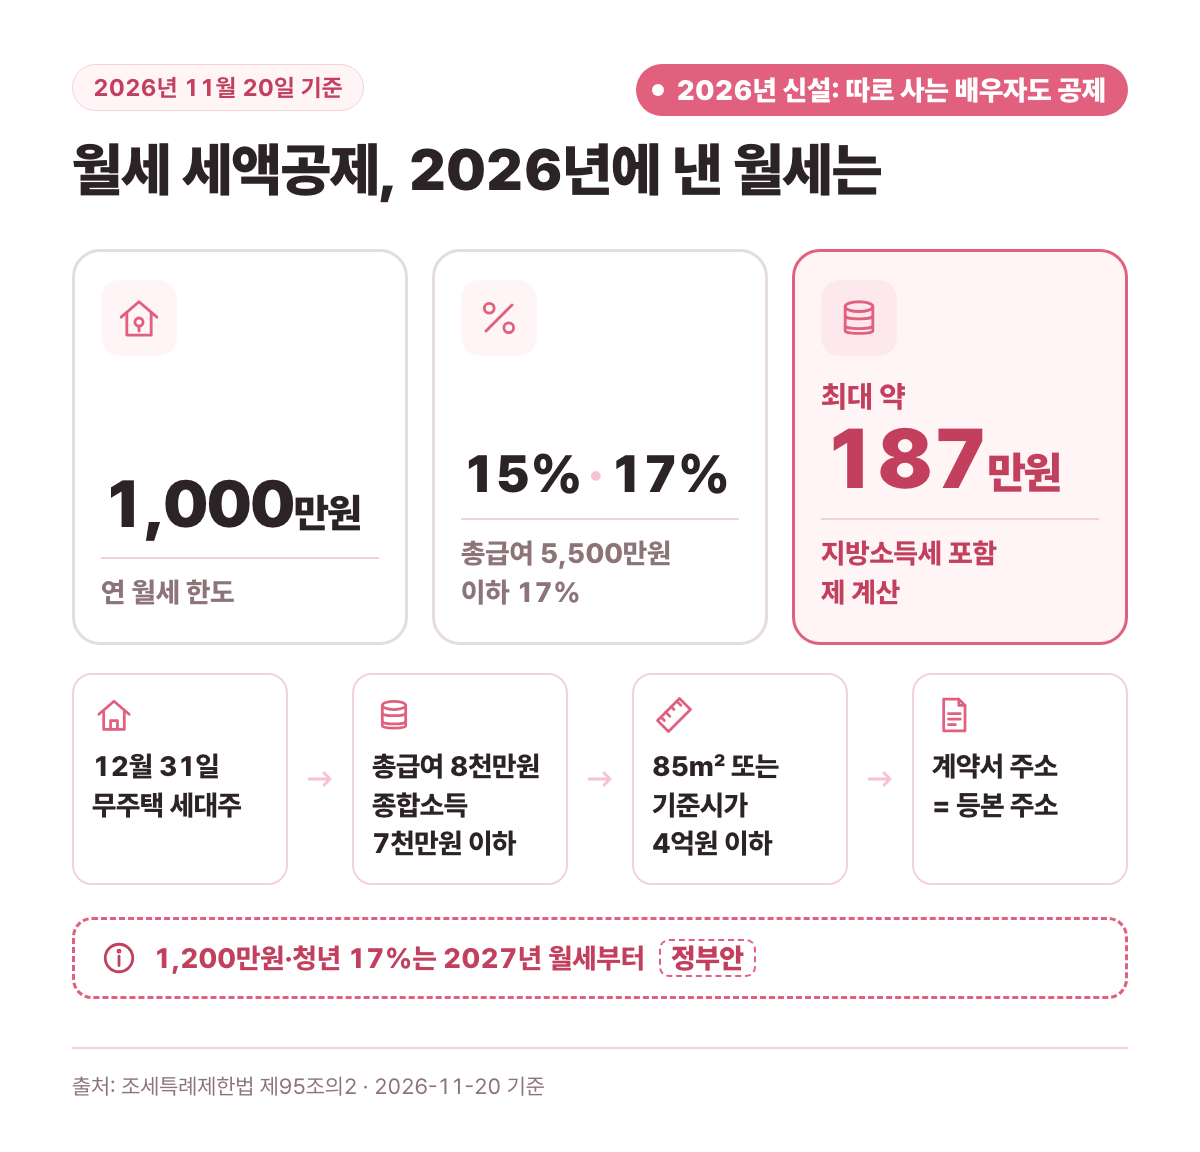 2026년 11월 20일 기준
2026년 신설: 따로 사는 배우자도 공제
월세 세액공제, 2026년에 낸 월세는
1,000만원
연 월세 한도
15% · 17%
총급여 5,500만원
이하 17%
최대 약
187만원
지방소득세 포함
제 계산
12월 31일
무주택 세대주
→
총급여 8천만원
종합소득
7천만원 이하
→
85m² 또는
기준시가
4억원 이하
→
계약서 주소
= 등본 주소
1,200만원·청년 17%는 2027년 월세부터 정부안
출처: 조세특례제한법 제95조의2 · 2026-11-20 기준